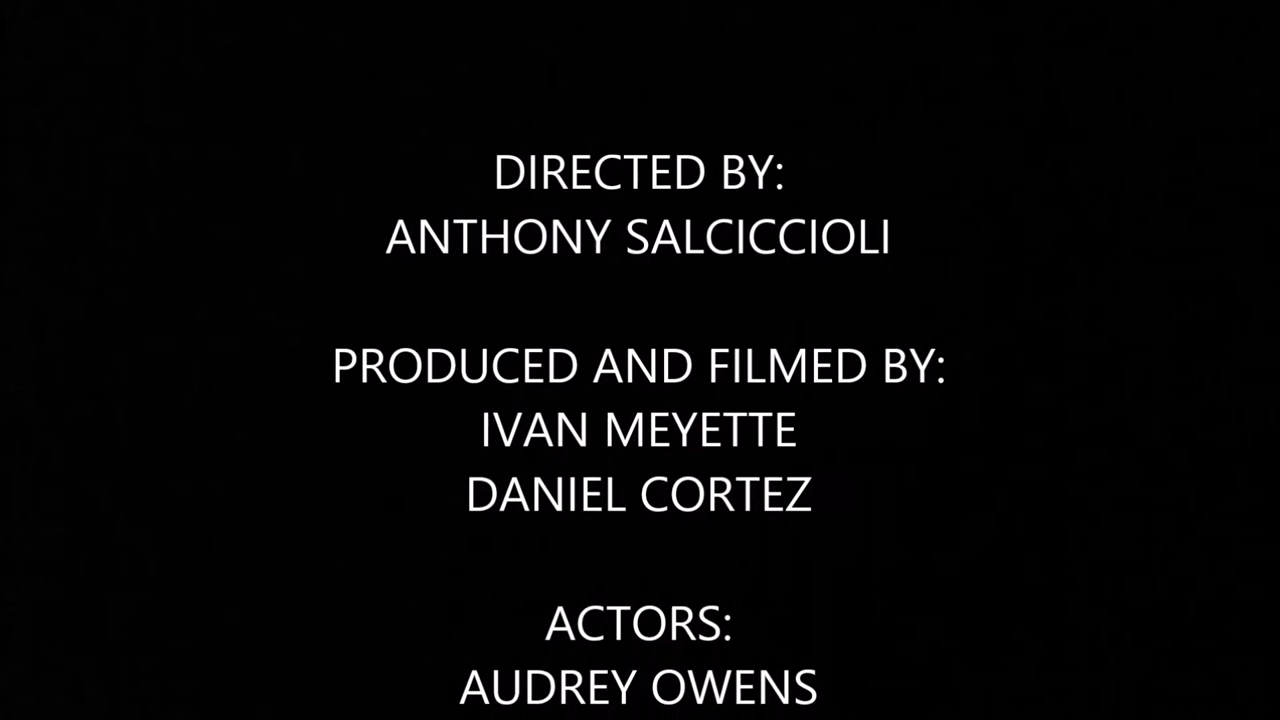 DIRECTED BY:
ANTHONY SALCICCIOLI
PRODUCED AND FILMED BY:
IVAN MEYETTE
DANIEL CORTEZ
ACTORS:
AUDREY OWENS